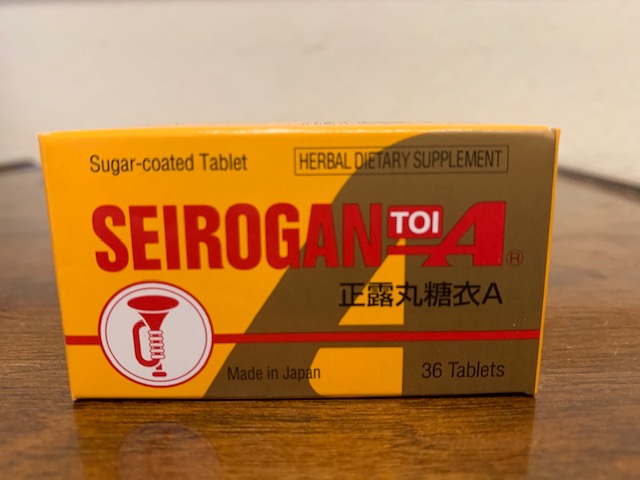 Sugar-coated Tablet
HERBAL DIETARY SUPPLEMENT
SEIROGAN TOI-A®
正露丸糖衣A
Made in Japan
36 Tablets